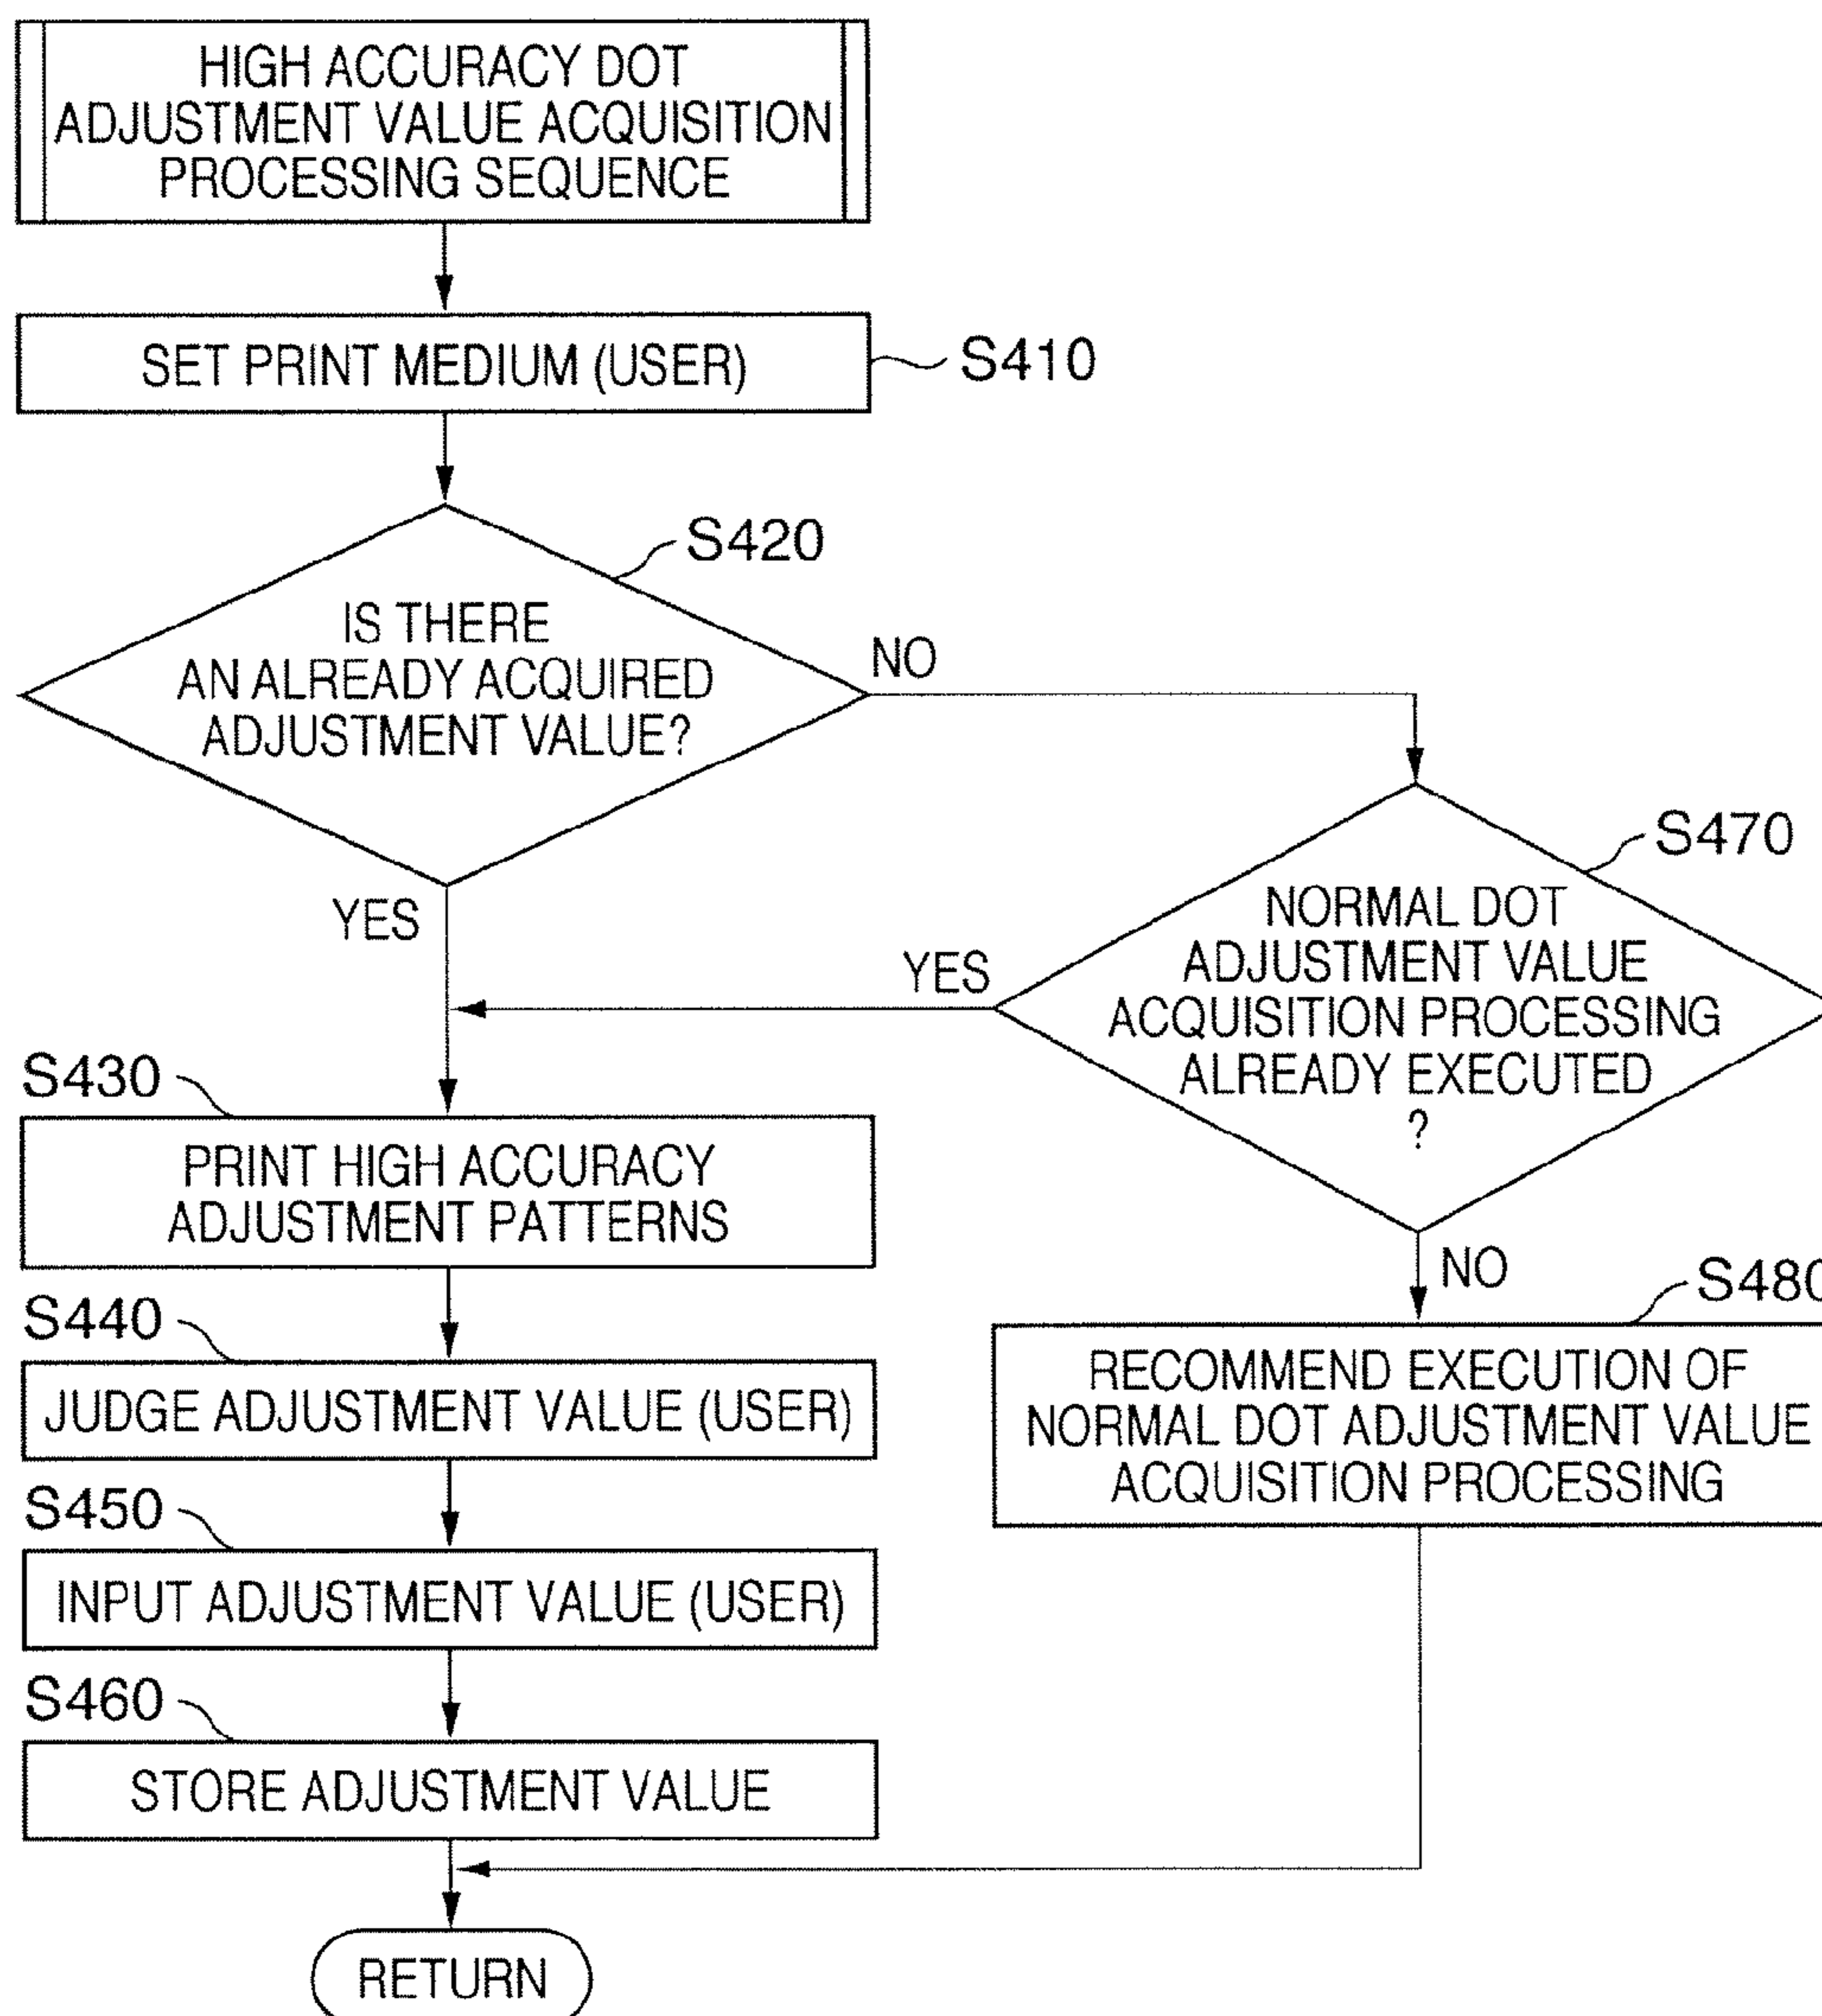 HIGH ACCURACY DOT
ADJUSTMENT VALUE ACQUISITION
PROCESSING SEQUENCE
SET PRINT MEDIUM (USER)
S410
S420
IS THERE
AN ALREADY ACQUIRED
ADJUSTMENT VALUE?
NO
YES
S470
NORMAL DOT
ADJUSTMENT VALUE
ACQUISITION PROCESSING
ALREADY EXECUTED
?
YES
NO
S430
PRINT HIGH ACCURACY
ADJUSTMENT PATTERNS
S480
RECOMMEND EXECUTION OF
NORMAL DOT ADJUSTMENT VALUE
ACQUISITION PROCESSING
S440
JUDGE ADJUSTMENT VALUE (USER)
S450
INPUT ADJUSTMENT VALUE (USER)
S460
STORE ADJUSTMENT VALUE
RETURN